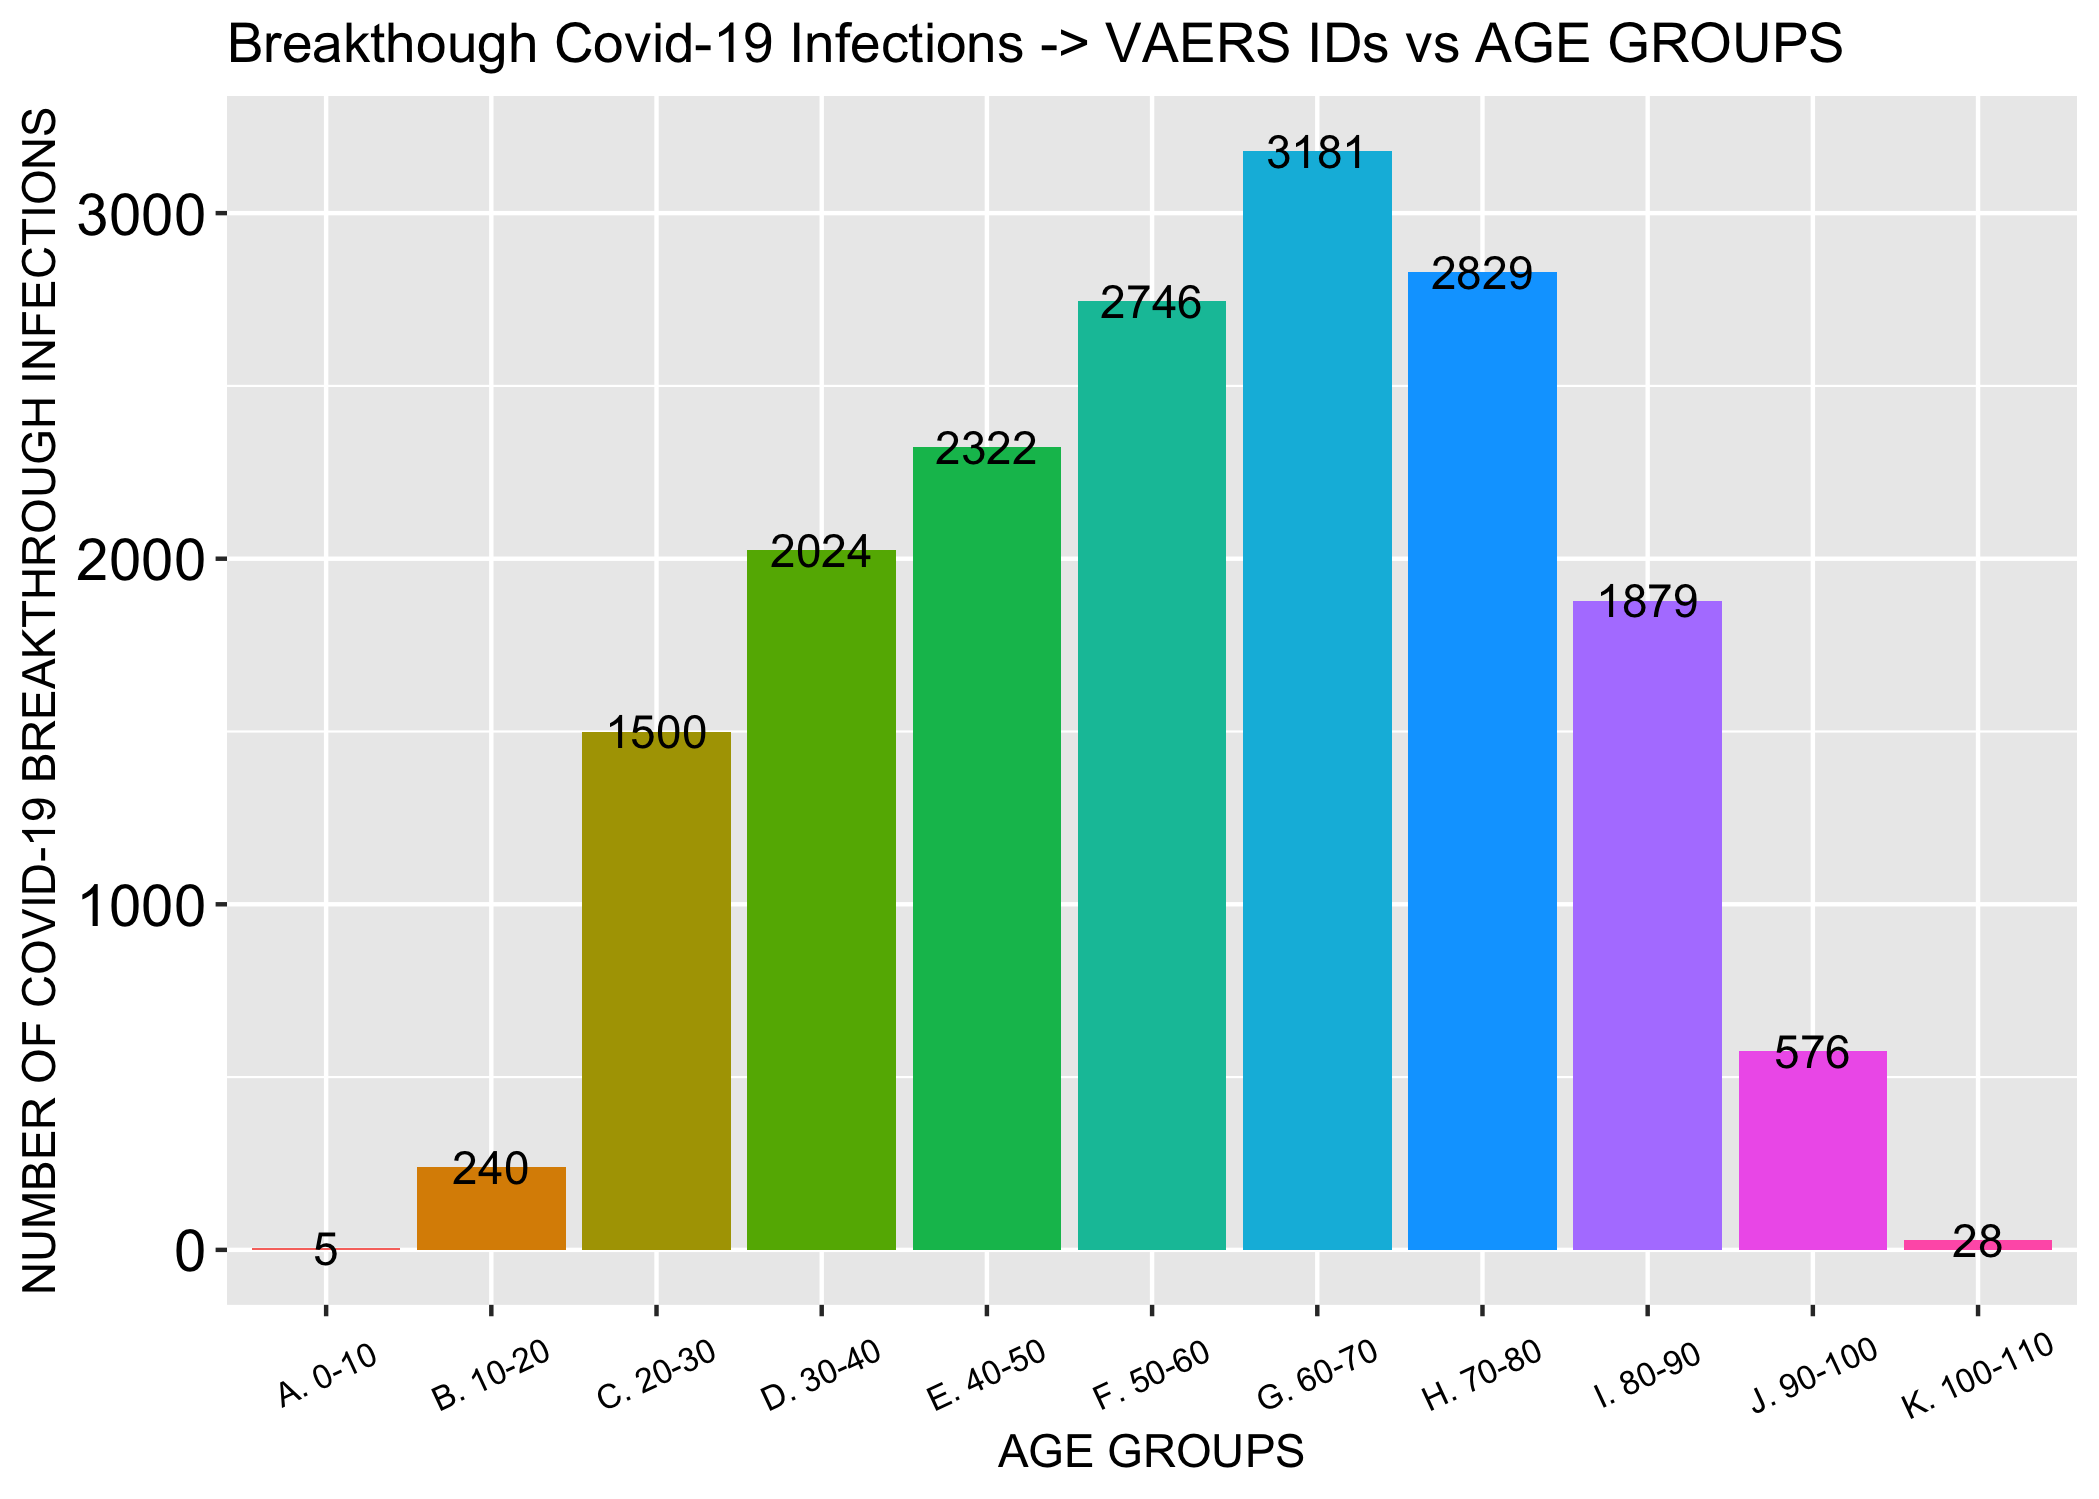 Breakthough Covid-19 Infections -> VAERS IDs vs AGE GROUPS
NUMBER OF COVID-19 BREAKTHROUGH INFECTIONS
3000
2000
1000
0
5
240
1500
2024
2322
2746
3181
2829
1879
576
28
A. 0-10
B. 10-20
C. 20-30
D. 30-40
E. 40-50
F. 50-60
G. 60-70
H. 70-80
I. 80-90
J. 90-100
K. 100-110
AGE GROUPS